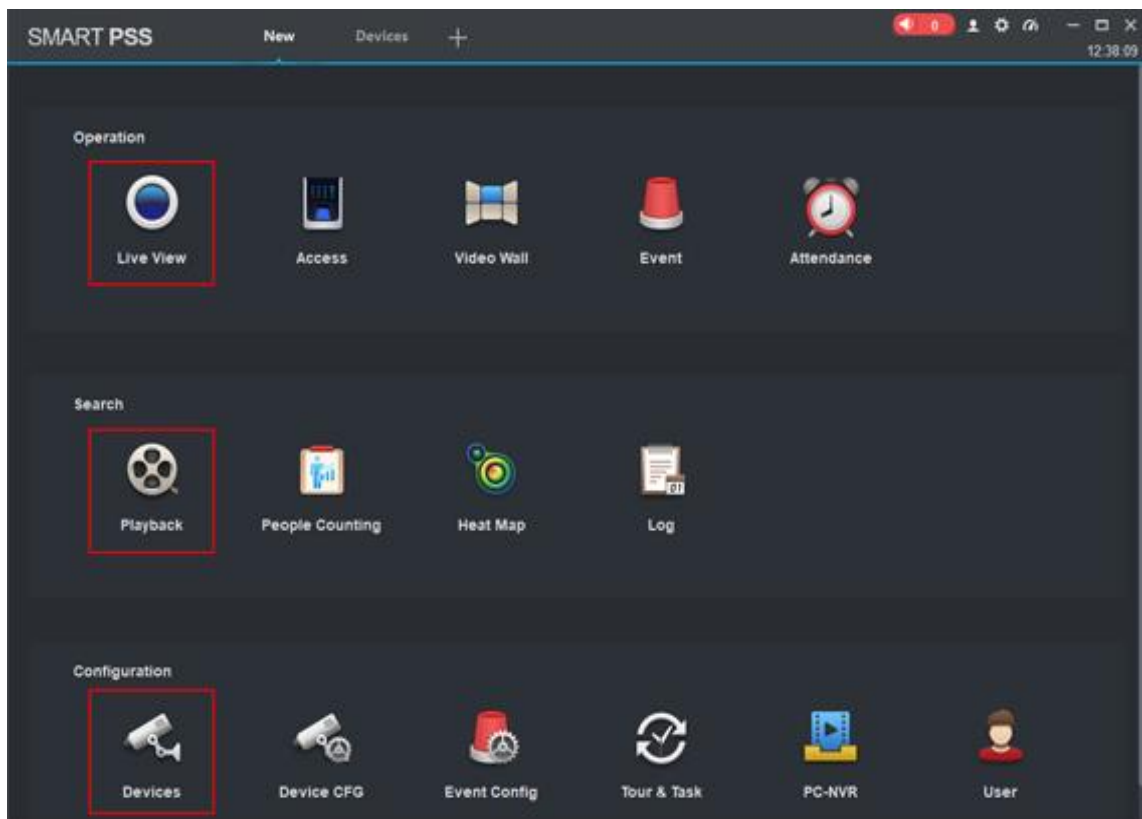 SMART PSS New Devices + 0
12:38:09
Operation
Live View Access Video Wall Event Attendance
Search
01
Playback People Counting Heat Map Log
Configuration
Devices Device CFG Event Config Tour & Task PC-NVR User